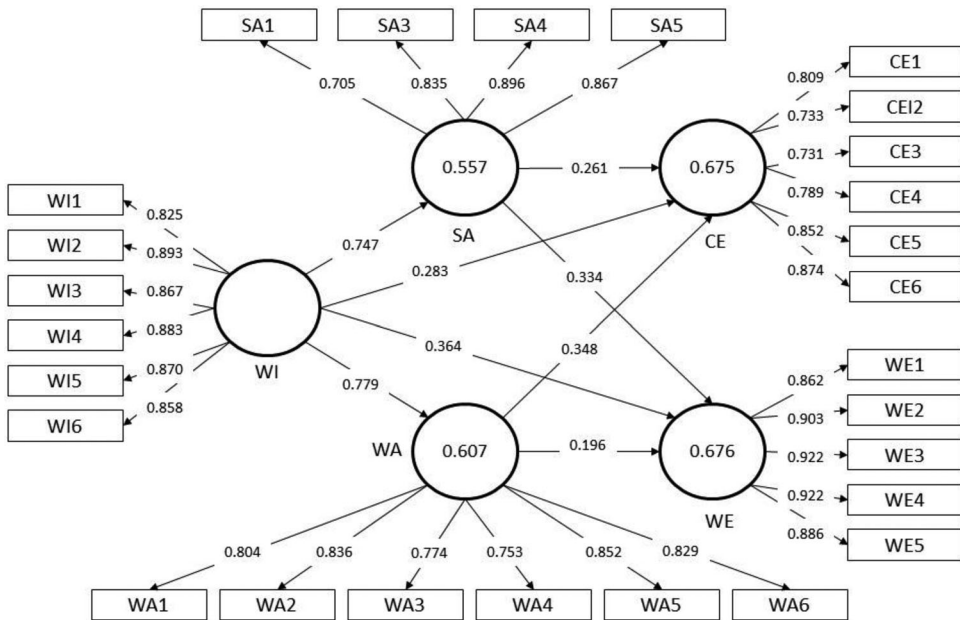 SA1 SA3 SA4 SA5
0.705 0.835 0.896 0.867
CE1
0.809
CEI2
0.733
CE3
0.731
CE4
0.789
CE5
0.852
CE6
0.874
0.557 0.261 0.675
SA CE
WI1
0.825
WI2
0.893
WI3
0.867
WI4
0.883
WI5
0.870
WI6
0.858
WI
0.747
0.283
0.334
0.364
0.348
0.779
WA 0.607 0.196 0.676
WE
WE1
0.862
WE2
0.903
WE3
0.922
WE4
0.922
WE5
0.886
0.804 0.836 0.774 0.753 0.852 0.829
WA1 WA2 WA3 WA4 WA5 WA6